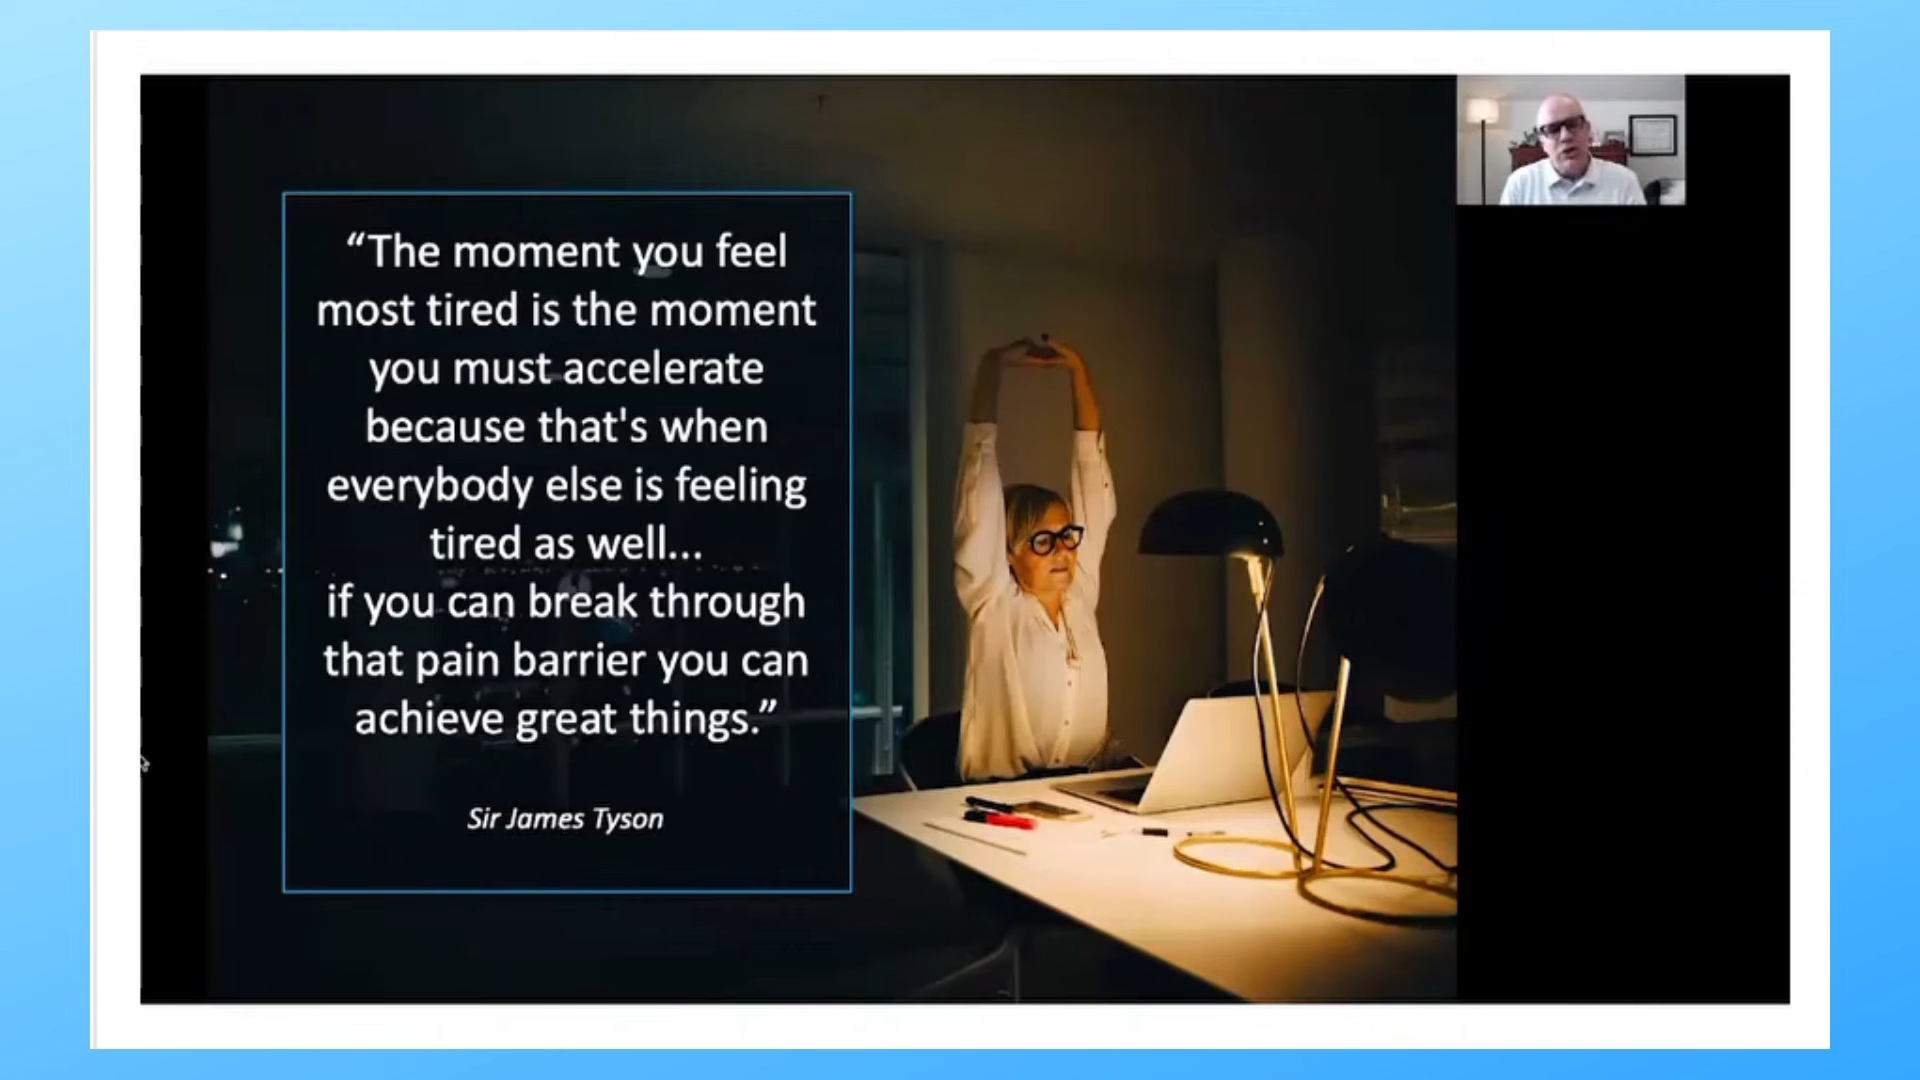 “The moment you feel
most tired is the moment
you must accelerate
because that's when
everybody else is feeling
tired as well...
if you can break through
that pain barrier you can
achieve great things.”
Sir James Tyson